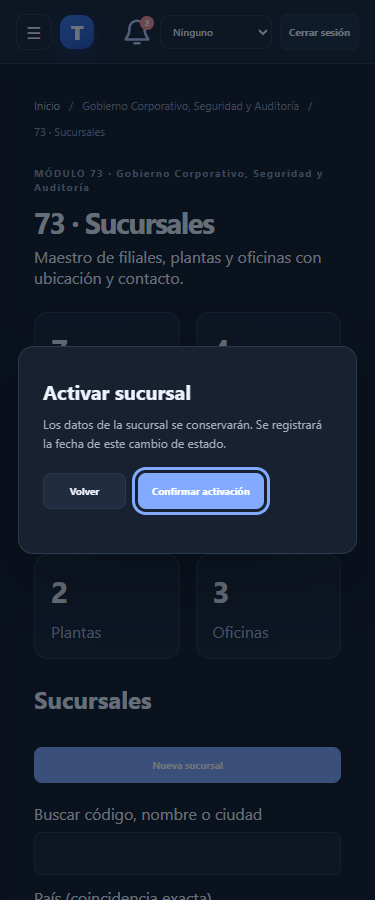 ☰
T
2
Ninguno
Cerrar sesión
Inicio / Gobierno Corporativo, Seguridad y Auditoría /
73 · Sucursales
MÓDULO 73 · Gobierno Corporativo, Seguridad y
Auditoría
73 · Sucursales
Maestro de filiales, plantas y oficinas con
ubicación y contacto.
Activar sucursal
Los datos de la sucursal se conservarán. Se registrará
la fecha de este cambio de estado.
Volver
Confirmar activación
2
Plantas
3
Oficinas
Sucursales
Nueva sucursal
Buscar código, nombre o ciudad
País (coincidencia exacta)